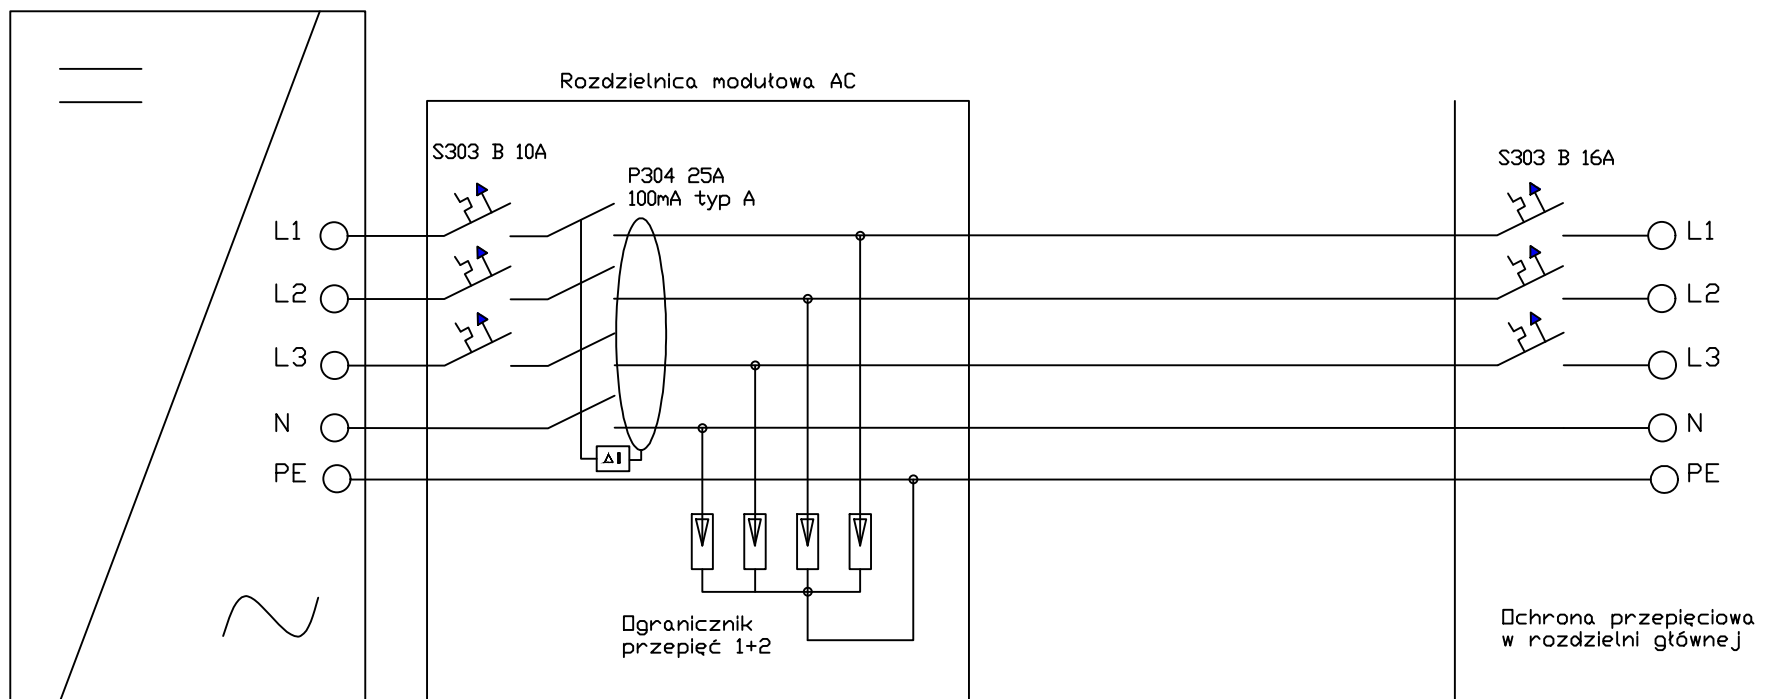 Rozdzielnica modułowa AC
S303 B 10A
P304 25A
100mA typ A
S303 B 16A
L1
L2
L3
N
PE
ΔI
L1
L2
L3
N
PE
Ogranicznik
przepięć 1+2
Ochrona przepięciowa
w rozdzielni głównej